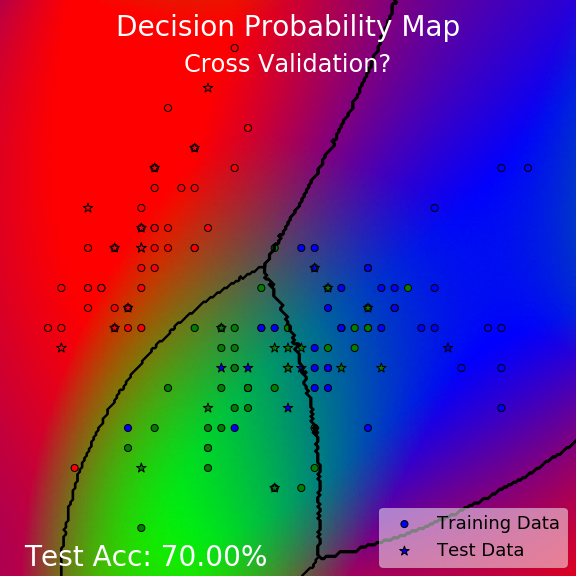 Decision Probability Map
Cross Validation?
Training Data
Test Data
Test Acc: 70.00%